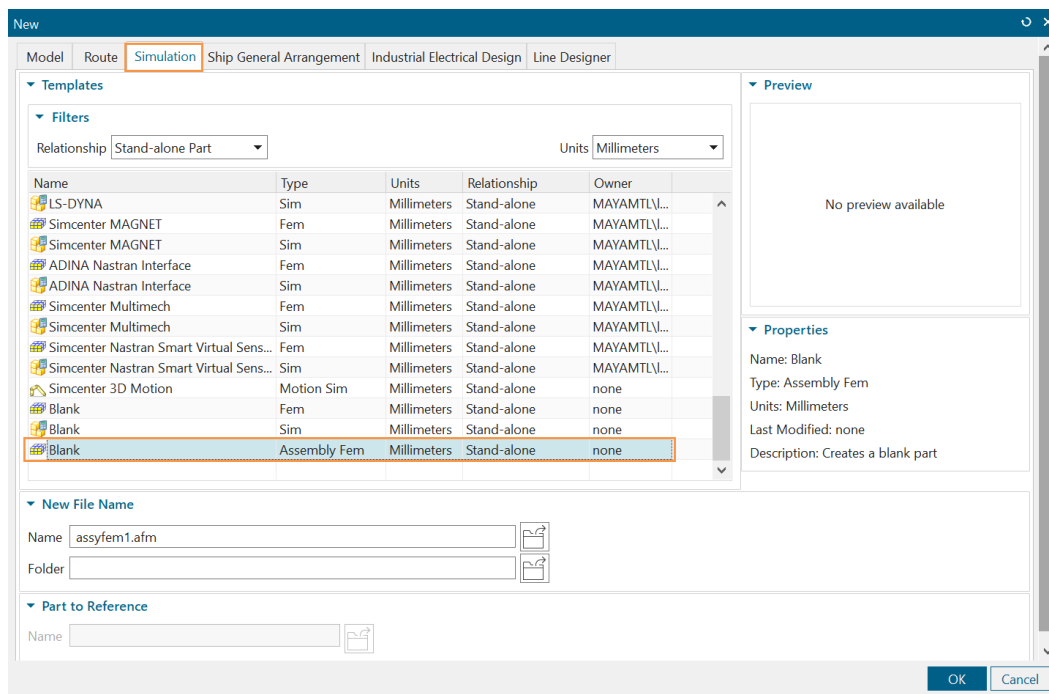 New
Model Route Simulation Ship General Arrangement Industrial Electrical Design Line Designer
Templates
Filters
Relationship Stand-alone Part Units Millimeters
Name Type Units Relationship Owner
LS-DYNA Sim Millimeters Stand-alone MAYAMTL\l...
Simcenter MAGNET Fem Millimeters Stand-alone MAYAMTL\l...
Simcenter MAGNET Sim Millimeters Stand-alone MAYAMTL\l...
ADINA Nastran Interface Fem Millimeters Stand-alone MAYAMTL\l...
ADINA Nastran Interface Sim Millimeters Stand-alone MAYAMTL\l...
Simcenter Multimech Fem Millimeters Stand-alone MAYAMTL\l...
Simcenter Multimech Sim Millimeters Stand-alone MAYAMTL\l...
Simcenter Nastran Smart Virtual Sens... Fem Millimeters Stand-alone MAYAMTL\l...
Simcenter Nastran Smart Virtual Sens... Sim Millimeters Stand-alone MAYAMTL\l...
Simcenter 3D Motion Motion Sim Millimeters Stand-alone none
Blank Fem Millimeters Stand-alone none
Blank Sim Millimeters Stand-alone none
Blank Assembly Fem Millimeters Stand-alone none
Preview
No preview available
Properties
Name: Blank
Type: Assembly Fem
Units: Millimeters
Last Modified: none
Description: Creates a blank part
New File Name
Name assyfem1.afm
Folder
Part to Reference
Name
OK Cancel